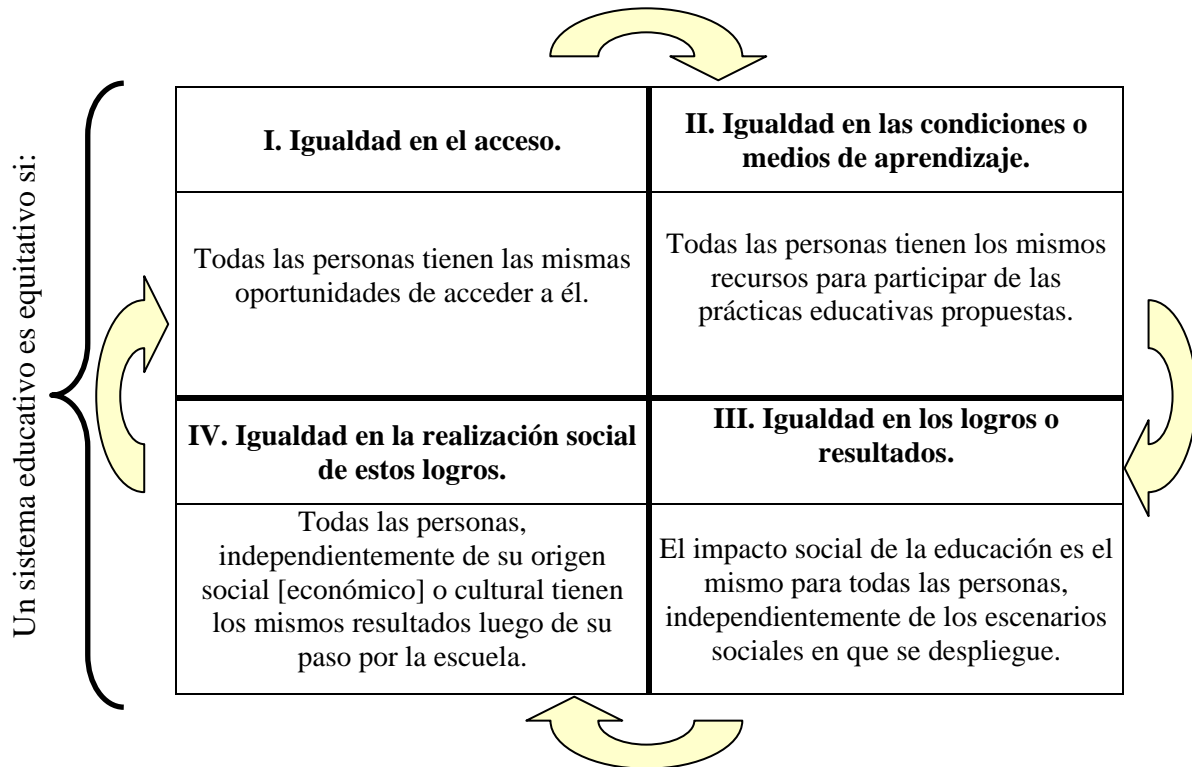 Un sistema educativo es equitativo si:
I. Igualdad en el acceso.
II. Igualdad en las condiciones o
medios de aprendizaje.
Todas las personas tienen las mismas
oportunidades de acceder a él.
Todas las personas tienen los mismos
recursos para participar de las
prácticas educativas propuestas.
IV. Igualdad en la realización social
de estos logros.
III. Igualdad en los logros o
resultados.
Todas las personas,
independientemente de su origen
social [económico] o cultural tienen
los mismos resultados luego de su
paso por la escuela.
El impacto social de la educación es el
mismo para todas las personas,
independientemente de los escenarios
sociales en que se despliegue.